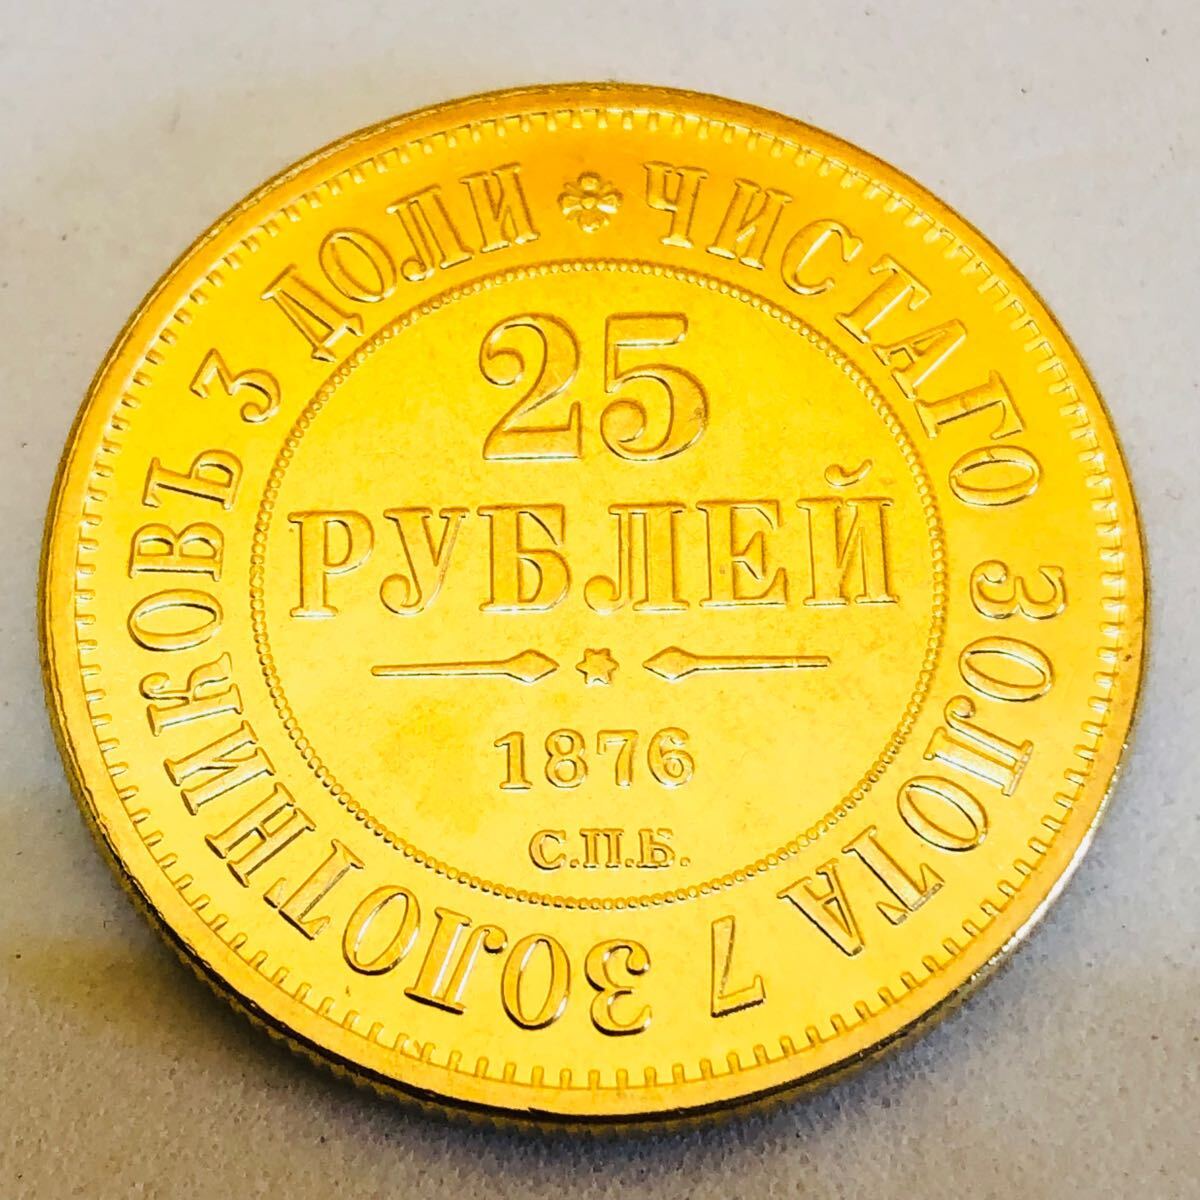 ЧИСТАГО ЗОЛОТА 7 ЗОЛОТНИКОВЪ 3 ДОЛИ
25
РУБЛЕЙ
1876
С.П.Б.